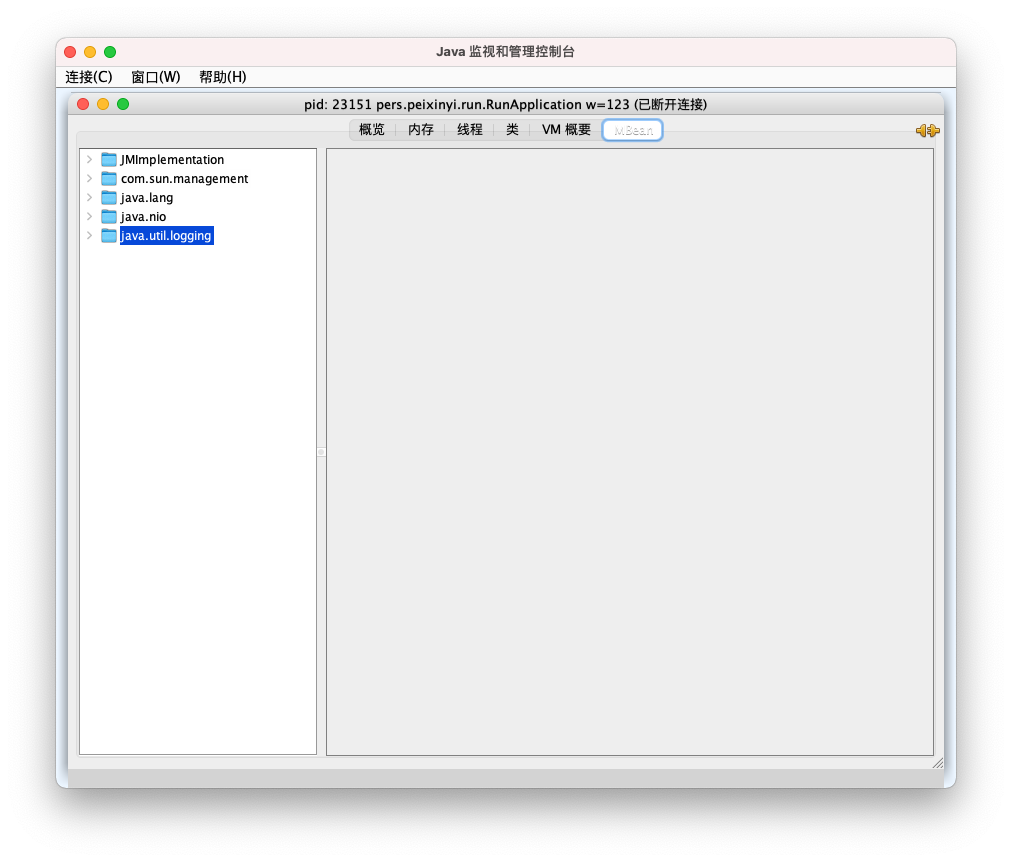 Java 监视和管理控制台
连接(C) 窗口(W) 帮助(H)
pid: 23151 pers.peixinyi.run.RunApplication w=123 (已断开连接)
概览 内存 线程 类 VM 概要 MBean
JMImplementation
com.sun.management
java.lang
java.nio
java.util.logging